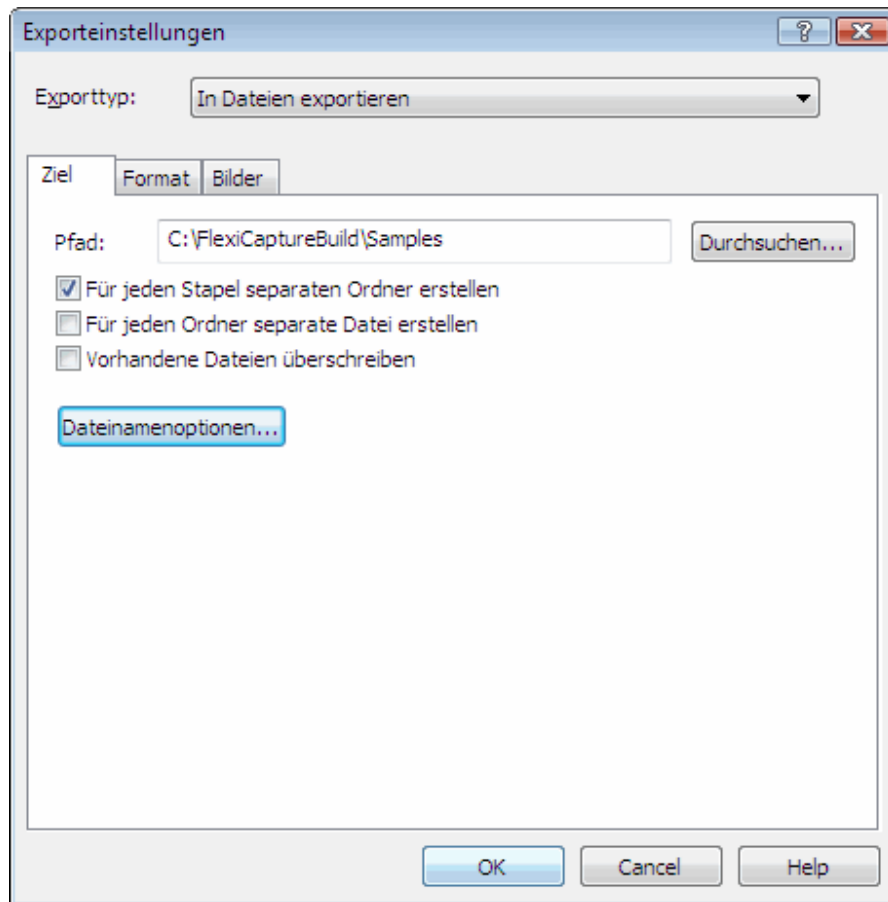 Exporteinstellungen
Exporttyp: In Dateien exportieren
Ziel Format Bilder
Pfad: C:\FlexiCaptureBuild\Samples Durchsuchen...
Für jeden Stapel separaten Ordner erstellen
Für jeden Ordner separate Datei erstellen
Vorhandene Dateien überschreiben
Dateinamenoptionen...
OK Cancel Help